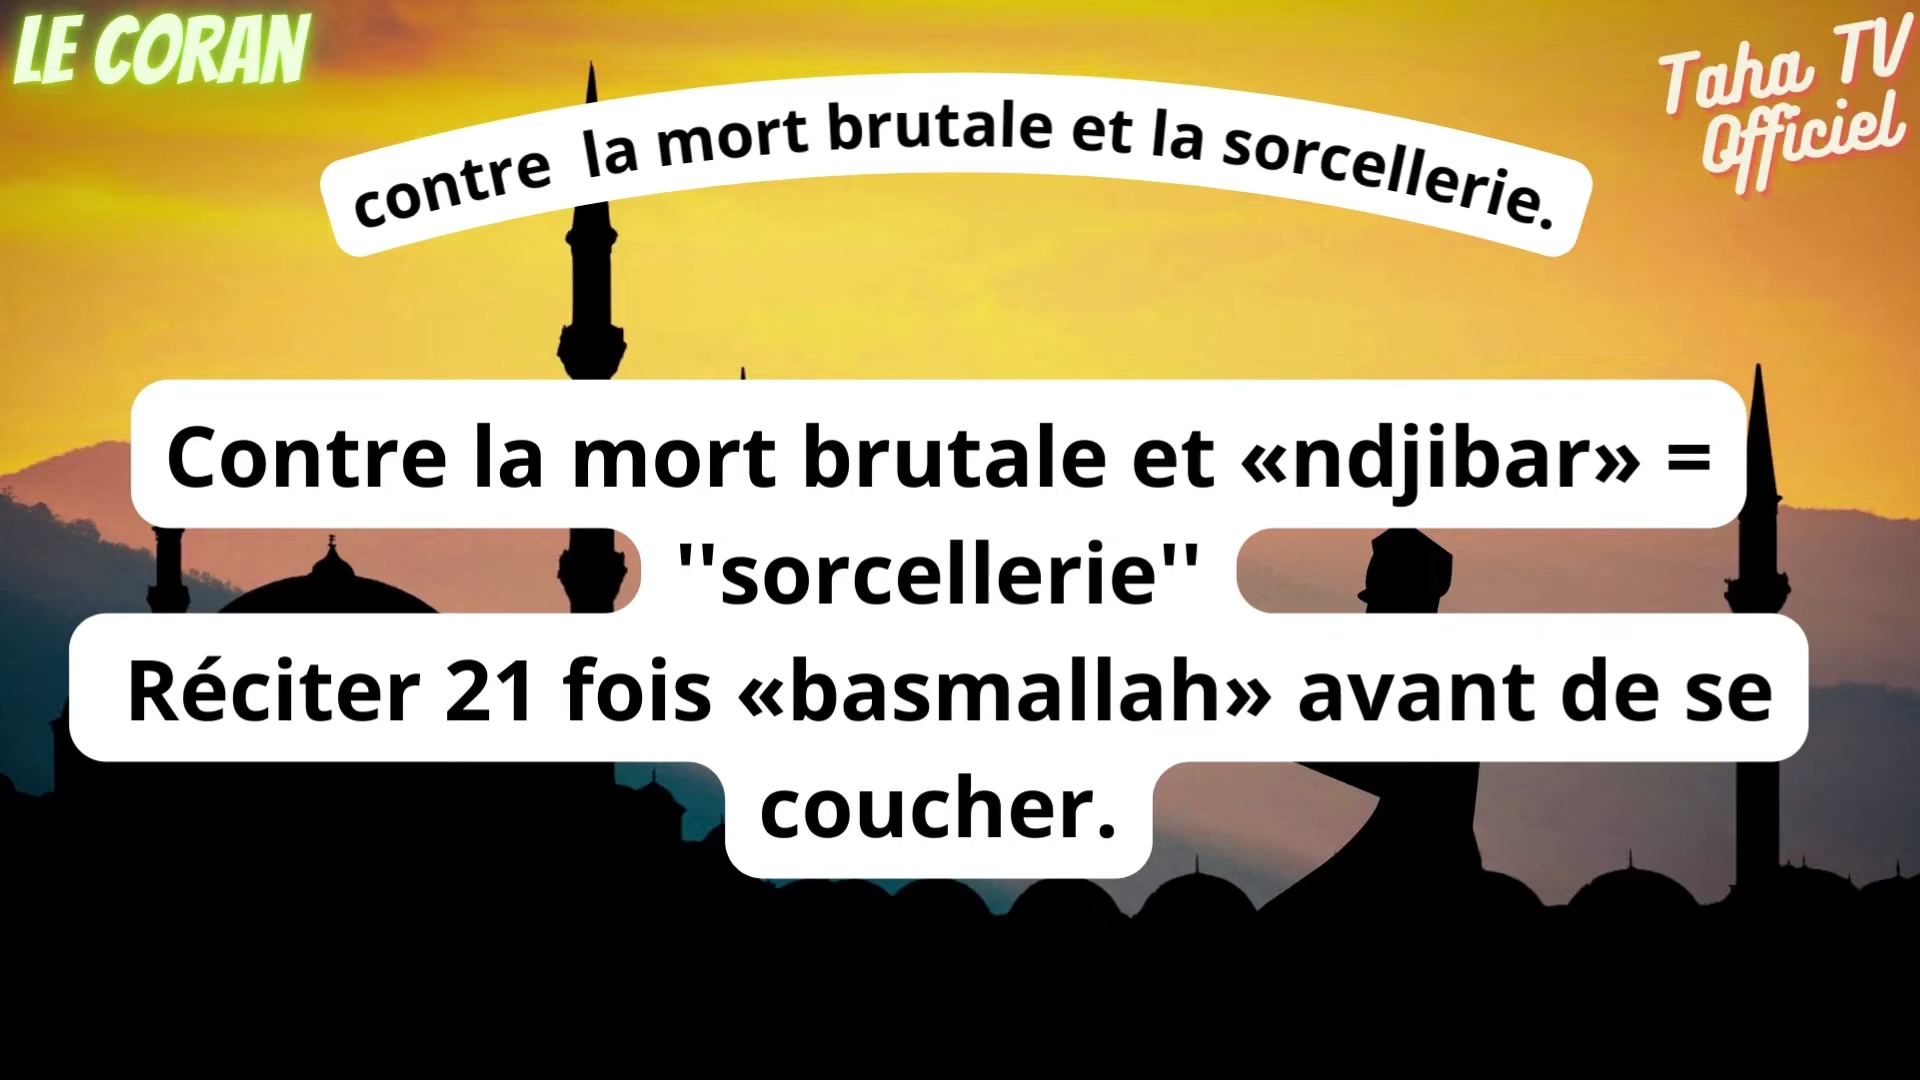 LE CORAN
Taha TV
Officiel
contre la mort brutale et la sorcellerie.
Contre la mort brutale et «ndjibar» =
''sorcellerie''
Réciter 21 fois «basmallah» avant de se
coucher.